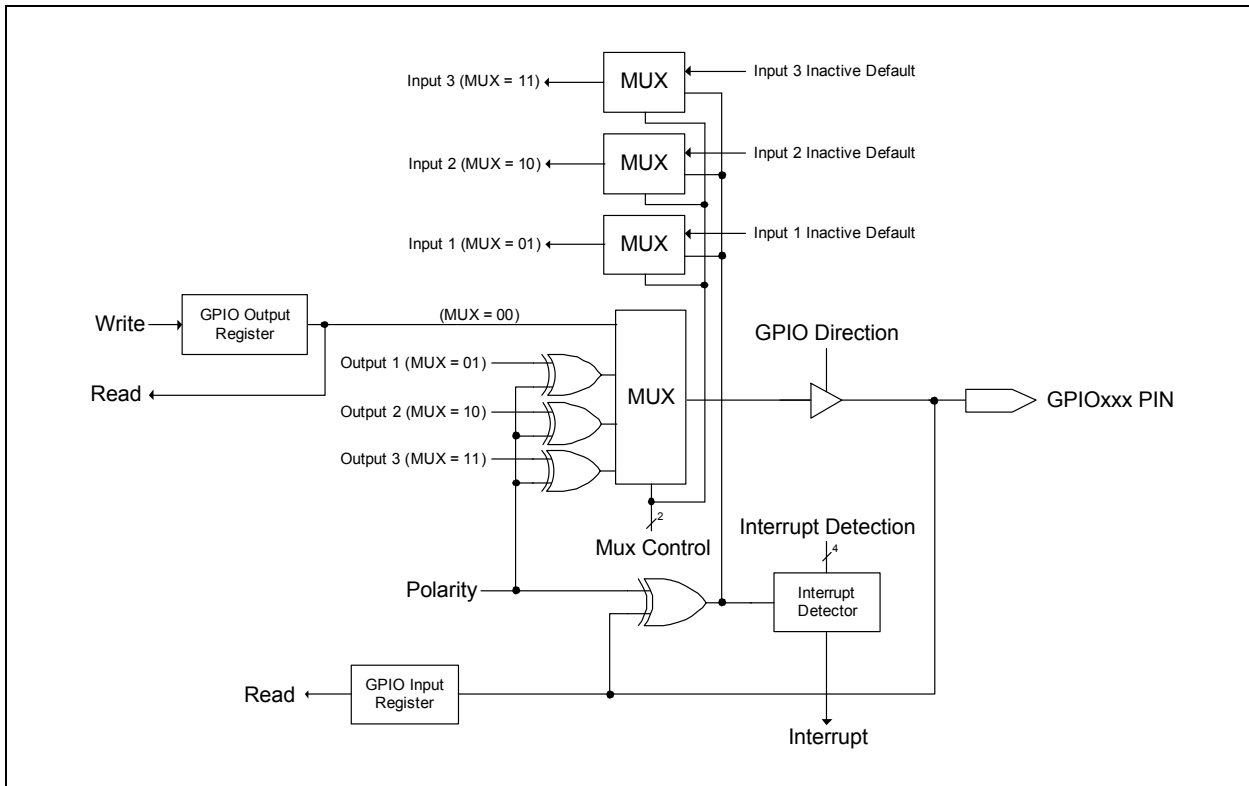 Input 3 (MUX = 11)
MUX
Input 3 Inactive Default
Input 2 (MUX = 10)
MUX
Input 2 Inactive Default
Input 1 (MUX = 01)
MUX
Input 1 Inactive Default
Write
GPIO Output
Register
(MUX = 00)
GPIO Direction
Read
Output 1 (MUX = 01)
Output 2 (MUX = 10)
Output 3 (MUX = 11)
MUX
GPIOxxx PIN
2
Mux Control
Interrupt Detection
4
Polarity
Interrupt
Detector
Read
GPIO Input
Register
Interrupt